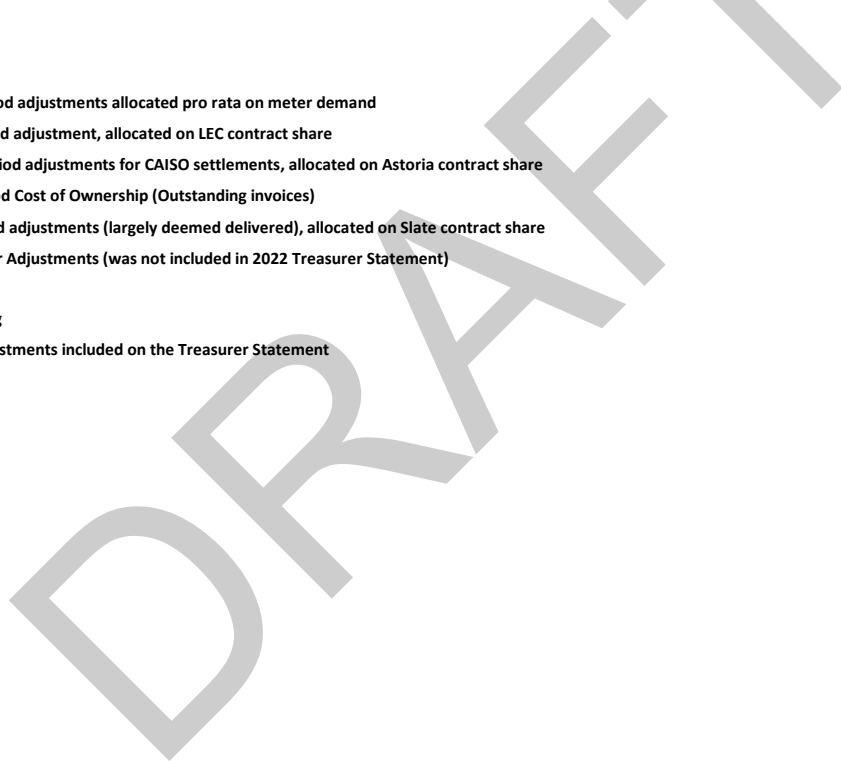 od adjustments allocated pro rata on meter demand
d adjustment, allocated on LEC contract share
iod adjustments for CAISO settlements, allocated on Astoria contract share
od Cost of Ownership (Outstanding invoices)
d adjustments (largely deemed delivered), allocated on Slate contract share
r Adjustments (was not included in 2022 Treasurer Statement)
g
stments included on the Treasurer Statement
DRAFT